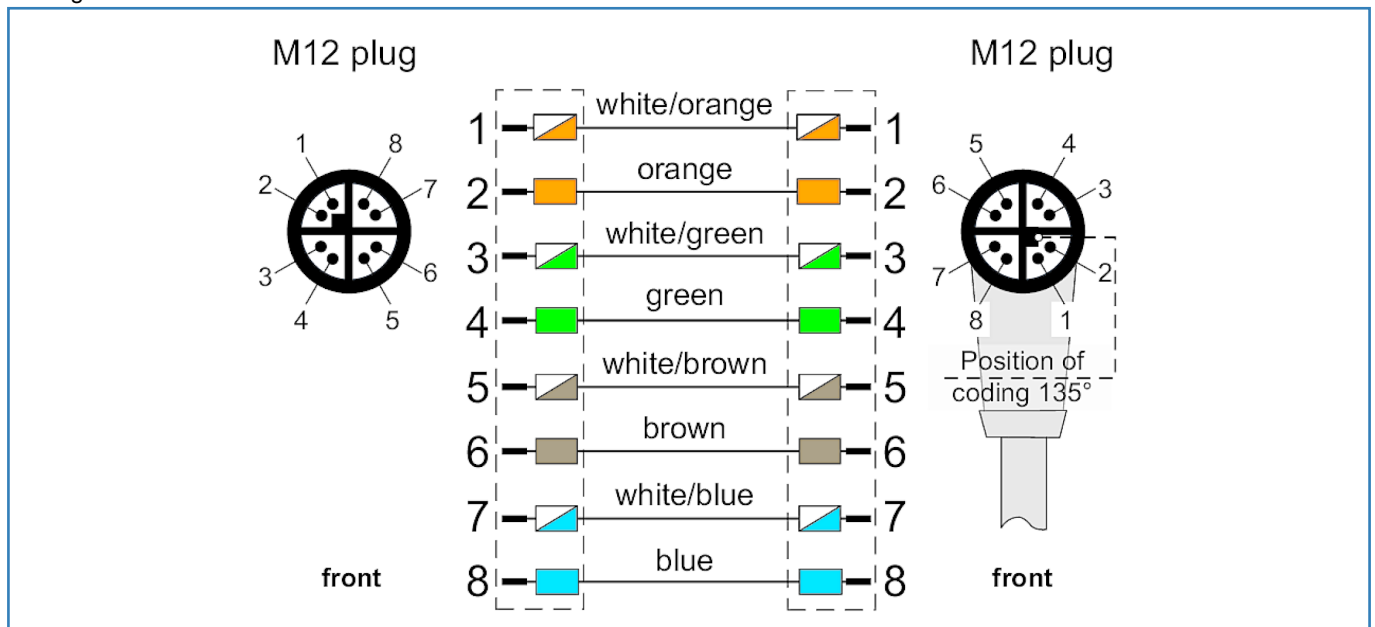 M12 plug
M12 plug
1 white/orange 1
2 orange 2
3 white/green 3
4 green 4
5 white/brown 5
6 brown 6
7 white/blue 7
8 blue 8
1 8
2 7
3 6
4 5
5 4
6 3
7 2
8 1
Position of
coding 135°
front
front